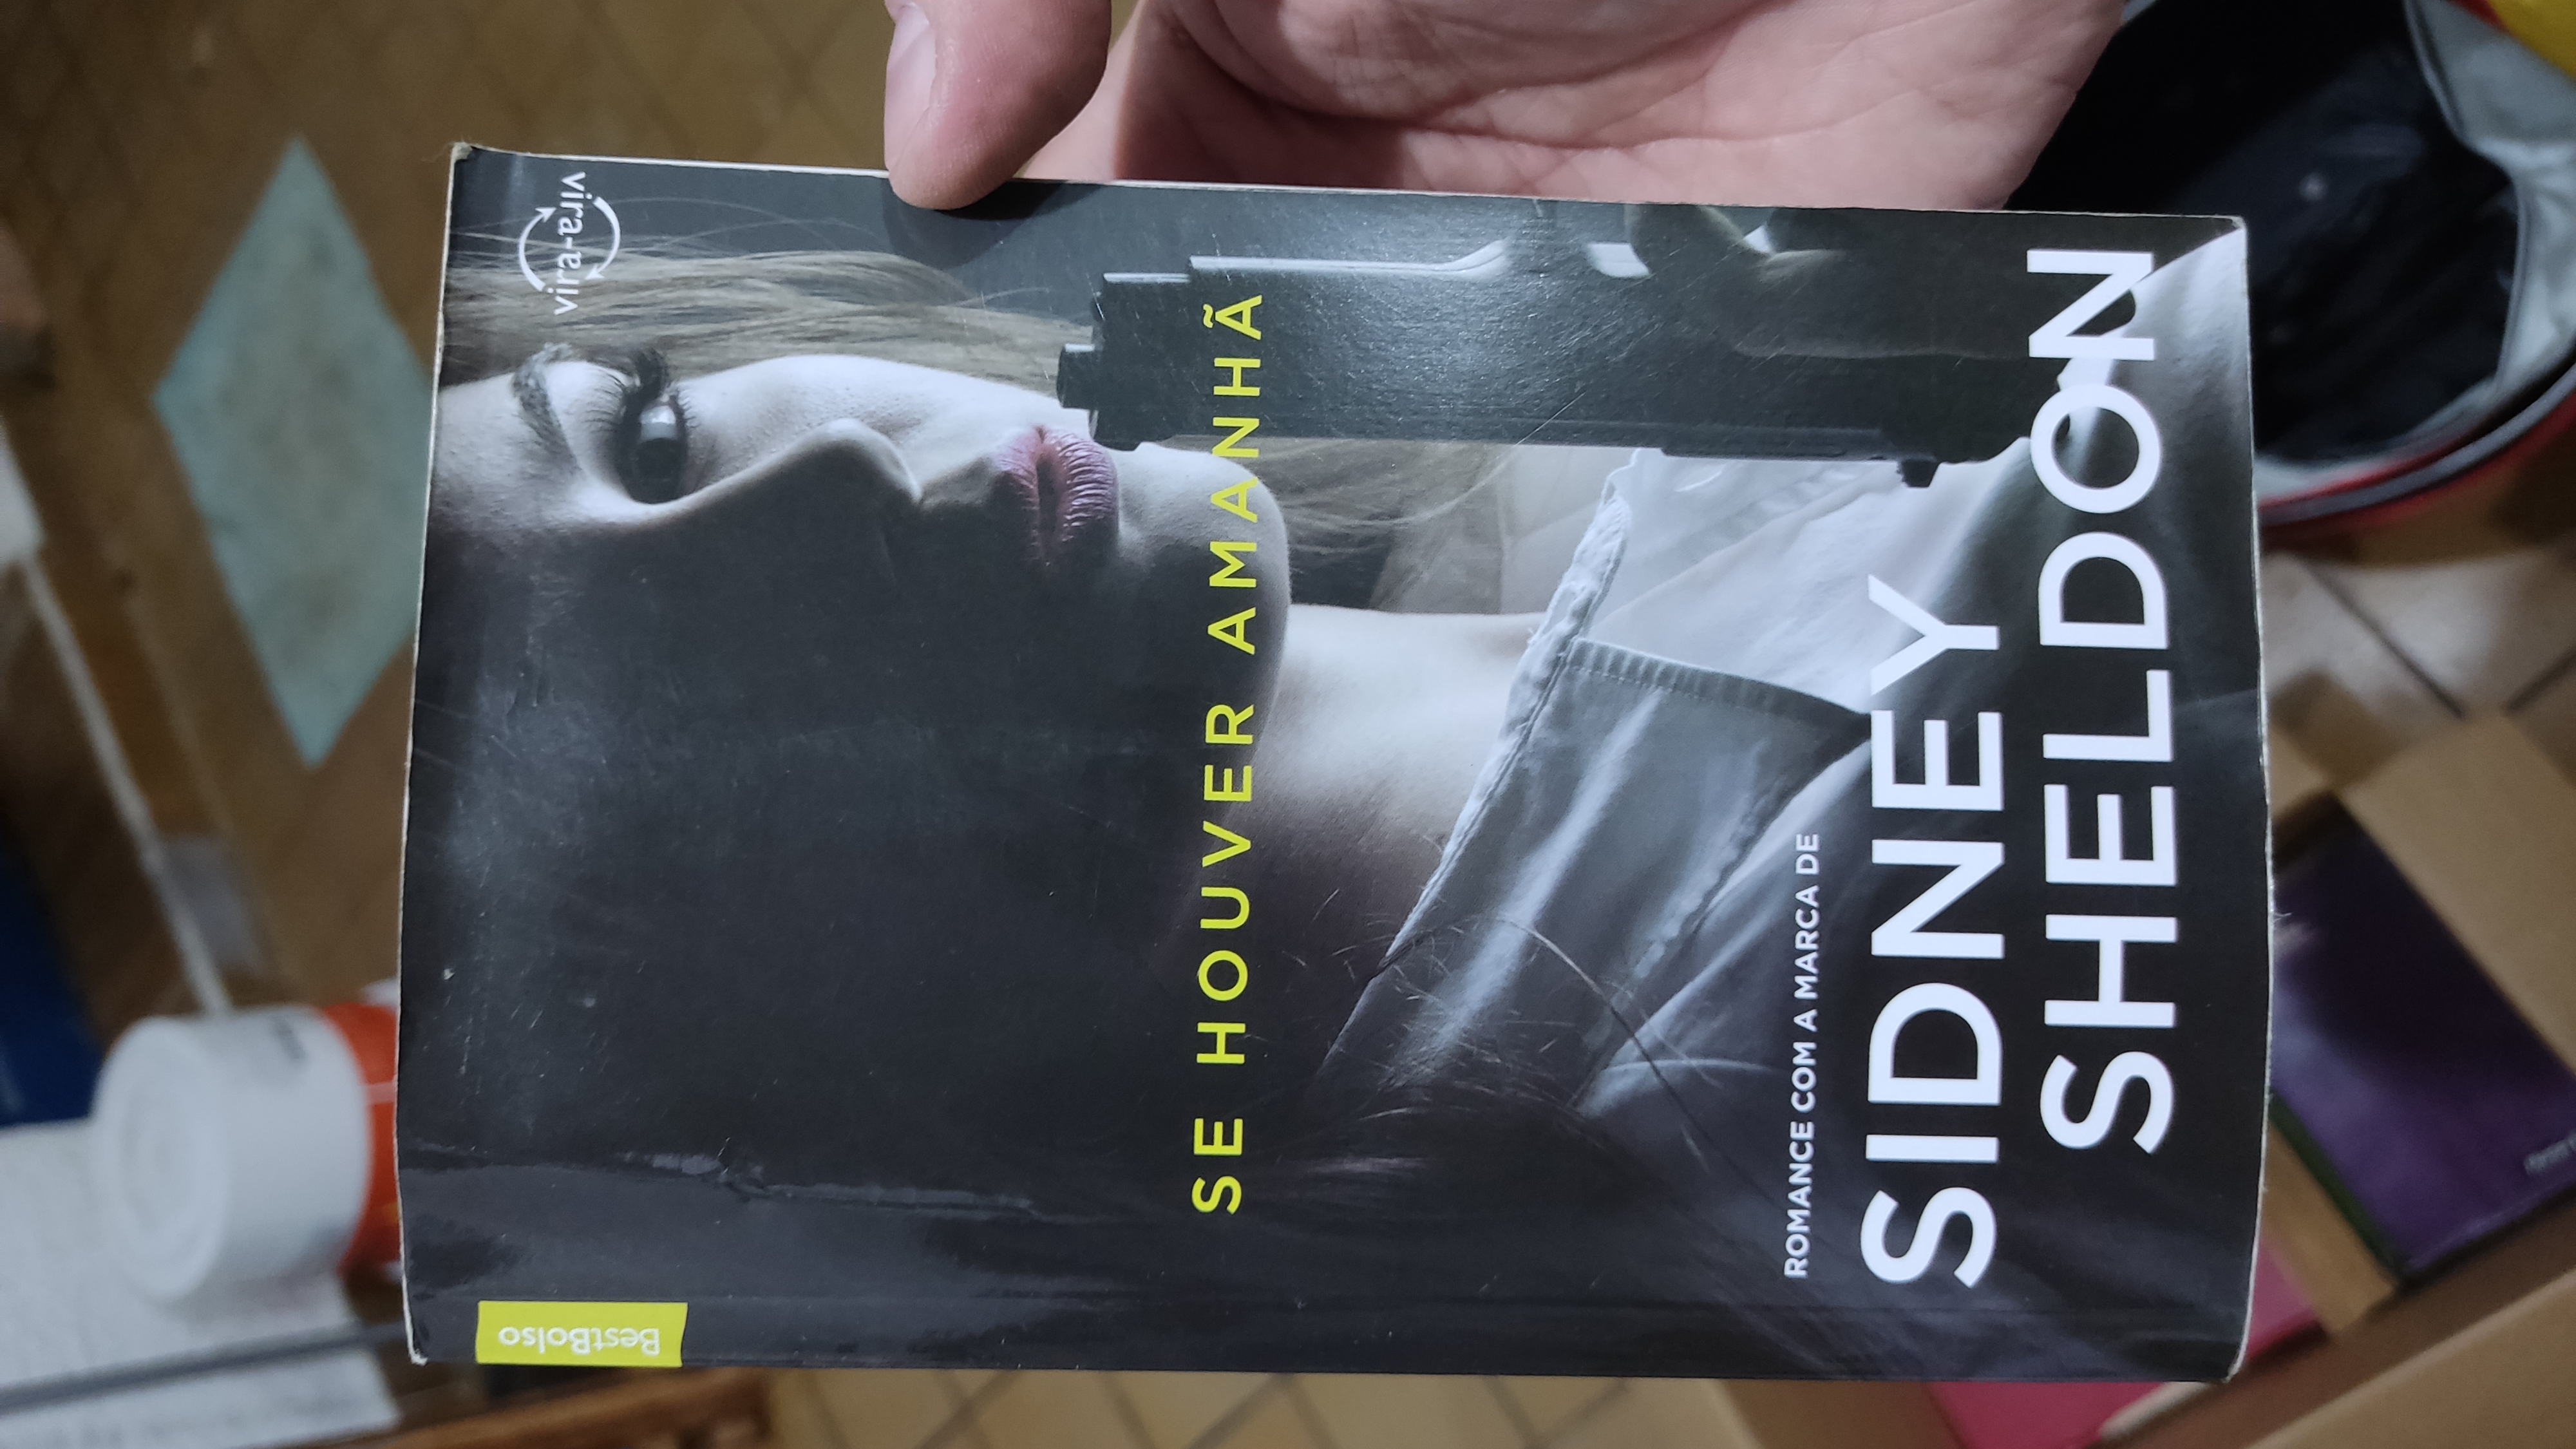 BestBolso
vira-vira
SE HOUVER AMANHÃ
ROMANCE COM A MARCA DE
SIDNEY
SHELDON